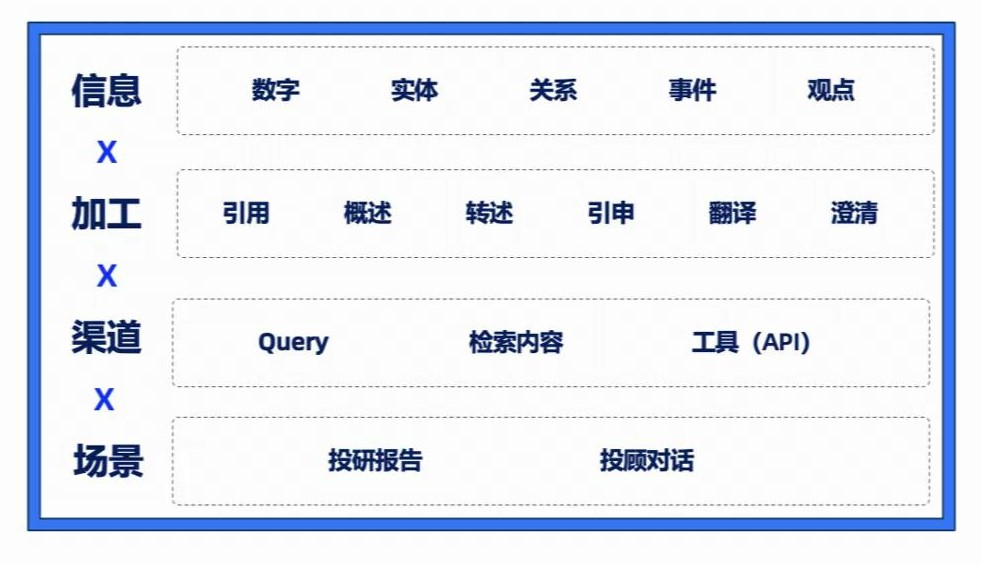 信息 数字 实体 关系 事件 观点
X
加工 引用 概述 转述 引申 翻译 澄清
X
渠道 Query 检索内容 工具（API）
X
场景 投研报告 投顾对话